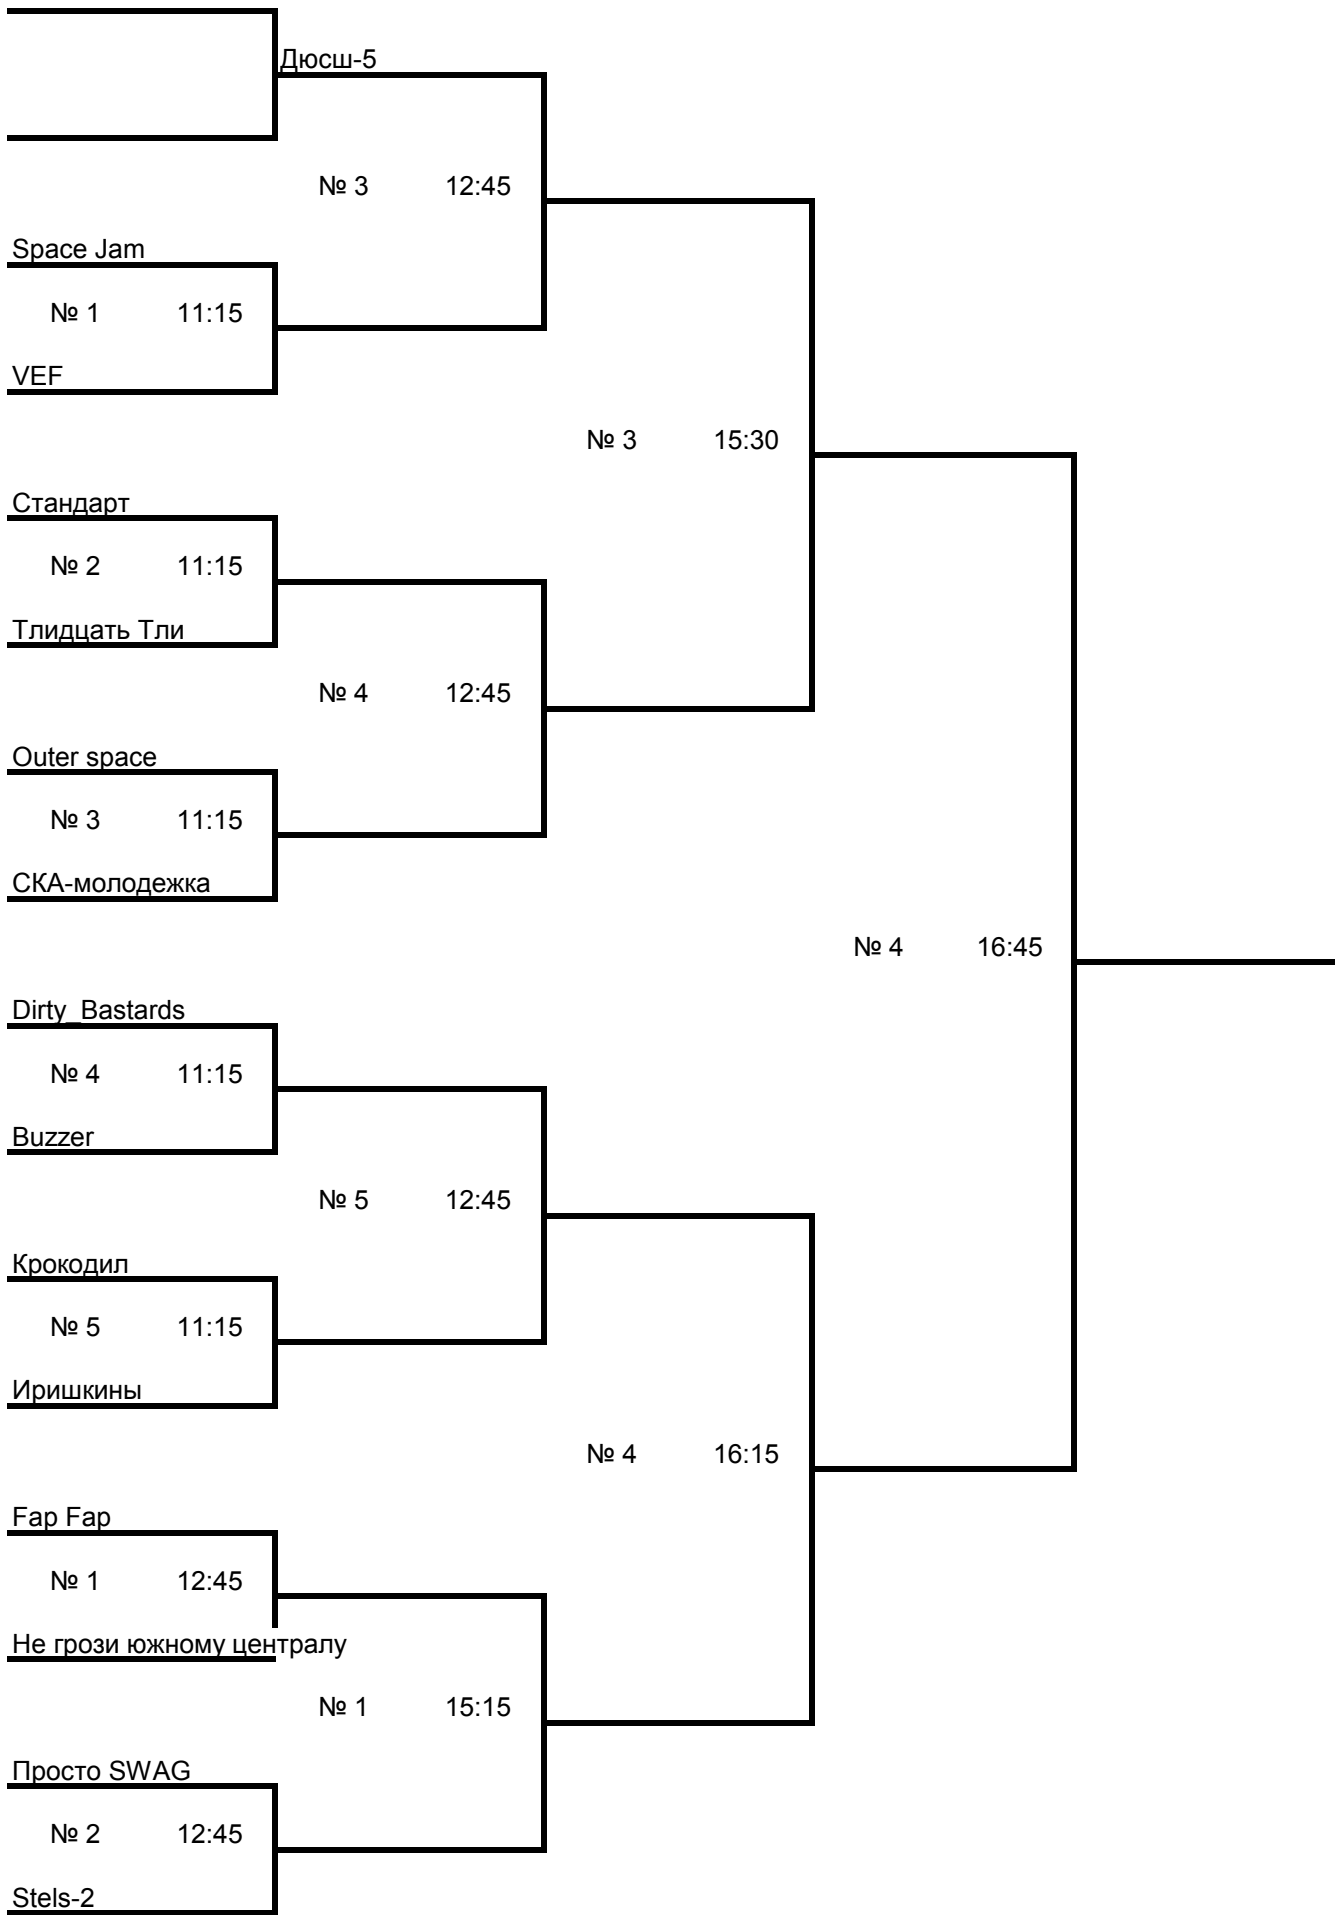 Дюсш-5
№ 3 12:45
Space Jam
№ 1 11:15
VEF
№ 3 15:30
Стандарт
№ 2 11:15
Тлидцать Тли
№ 4 12:45
Outer space
№ 3 11:15
СКА-молодежка
№ 4 16:45
Dirty_Bastards
№ 4 11:15
Buzzer
№ 5 12:45
Крокодил
№ 5 11:15
Иришкины
№ 4 16:15
Fap Fap
№ 1 12:45
Не грози южному централу
№ 1 15:15
Просто SWAG
№ 2 12:45
Stels-2